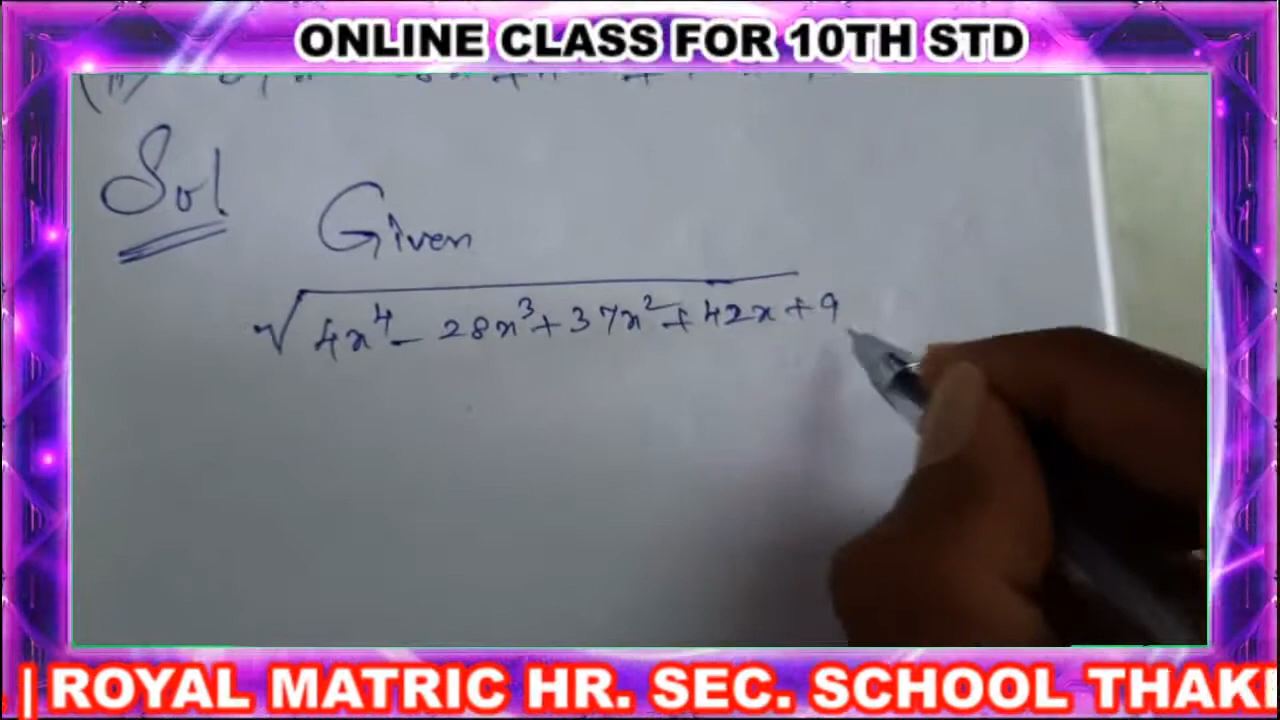 ONLINE CLASS FOR 10TH STD
Sol
Given
√4x⁴ - 28x³ + 37x² + 42x + 9
| ROYAL MATRIC HR. SEC. SCHOOL